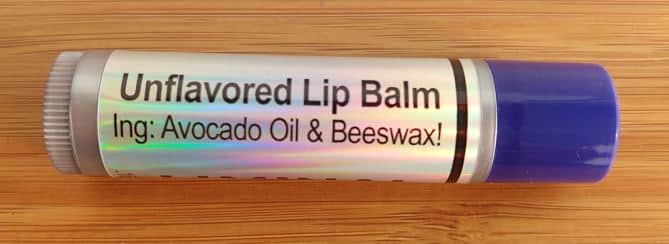 Unflavored Lip Balm
Ing: Avocado Oil & Beeswax!